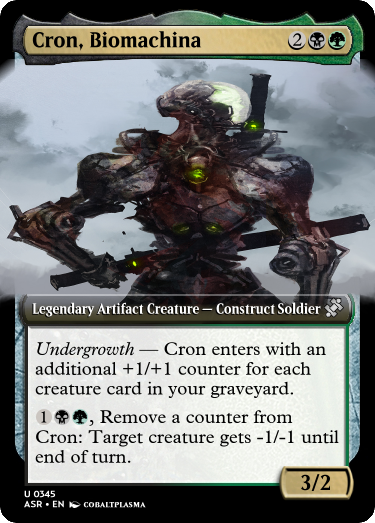 Cron, Biomachina 2
Legendary Artifact Creature — Construct Soldier
Undergrowth — Cron enters with an
additional +1/+1 counter for each
creature card in your graveyard.
1, Remove a counter from
Cron: Target creature gets -1/-1 until
end of turn.
3/2
U 0345
ASR • EN COBALTPLASMA